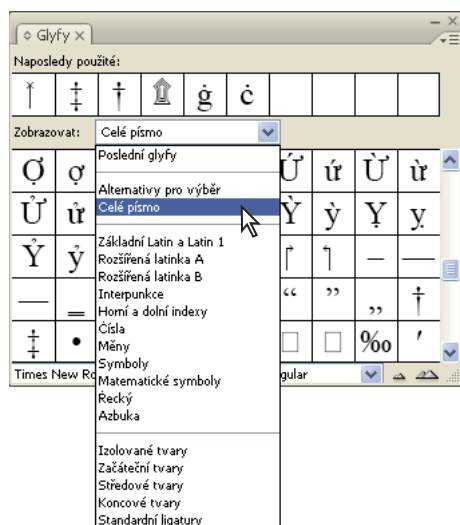 Glyfy
Naposledy použité:
‡ † ġ ċ
Zobrazovat: Celé písmo
Poslední glyfy
Alternativy pro výběr
Celé písmo
Základní Latin a Latin 1
Rozšířená latinka A
Rozšířená latinka B
Interpunkce
Horní a dolní indexy
Čísla
Měny
Symboly
Matematické symboly
Řecký
Azbuka
Izolované tvary
Začáteční tvary
Středové tvary
Koncové tvary
Standardní ligatury
Ợ ợ Ứ ứ Ừ ừ
Ử ử Ỳ ỳ Ỵ ỵ
Ỷ ỷ – —
― ‗ “ ” „ †
‡ • ‰ ′
Times New